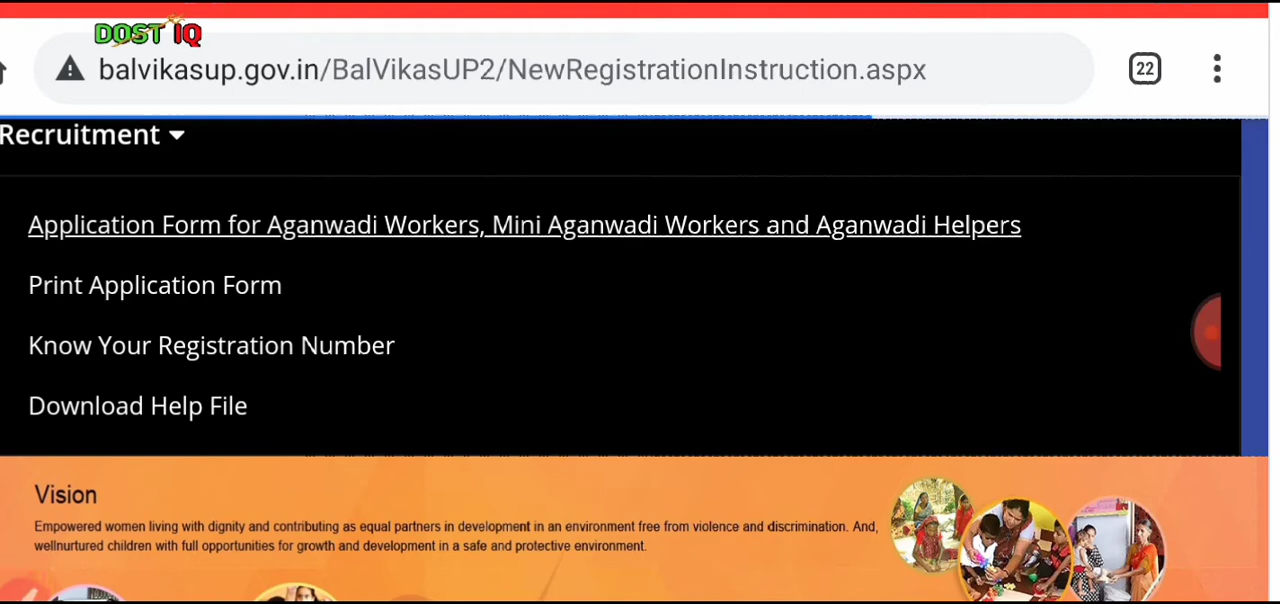 DOST IQ
balvikasup.gov.in/BalVikasUP2/NewRegistrationInstruction.aspx
22
Recruitment
Application Form for Aganwadi Workers, Mini Aganwadi Workers and Aganwadi Helpers
Print Application Form
Know Your Registration Number
Download Help File
Vision
Empowered women living with dignity and contributing as equal partners in development in an environment free from violence and discrimination. And,
wellnurtured children with full opportunities for growth and development in a safe and protective environment.